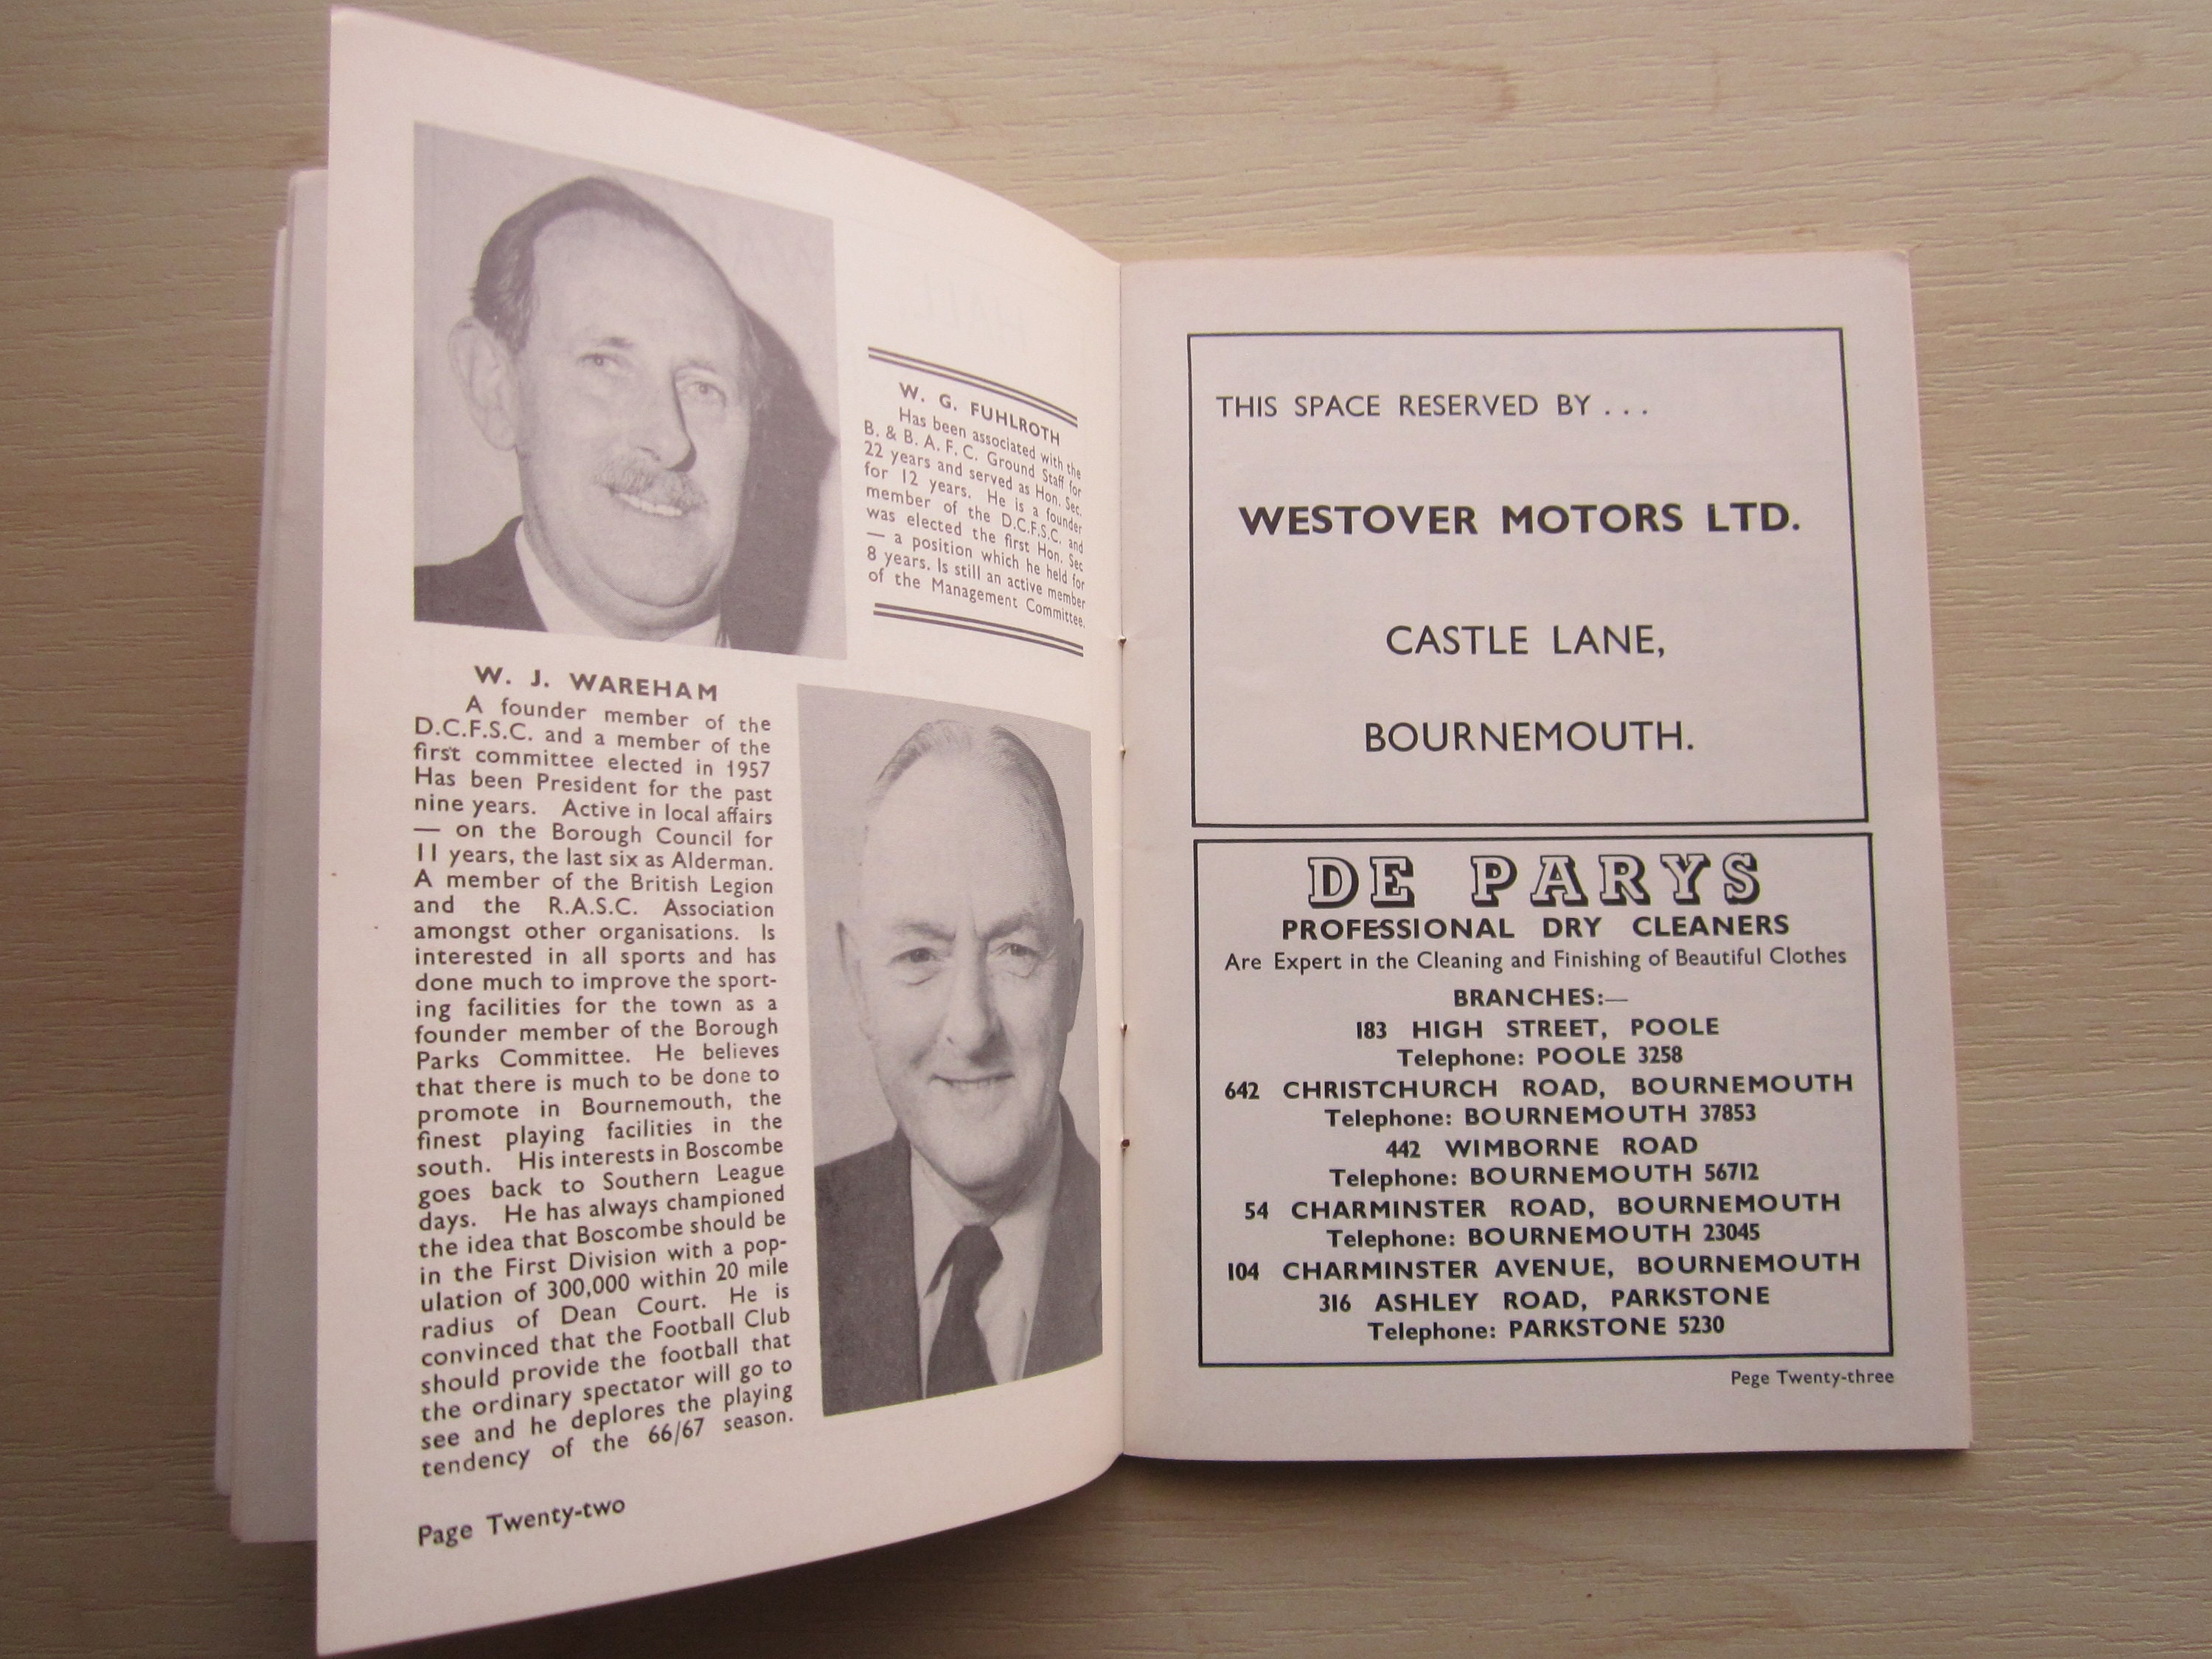 W. G. FUHLROTH
Has been associated with the
B. & B. A. F. C. Ground Staff for
22 years and served as Hon. Sec.
for 12 years. He is a founder
member of the D.C.F.S.C. and
was elected the first Hon. Sec
— a position which he held for
8 years. Is still an active member
of the Management Committee.
W. J. WAREHAM
A founder member of the
D.C.F.S.C. and a member of the
first committee elected in 1957
Has been President for the past
nine years. Active in local affairs
— on the Borough Council for
11 years, the last six as Alderman.
A member of the British Legion
and the R.A.S.C. Association
amongst other organisations. Is
interested in all sports and has
done much to improve the sport-
ing facilities for the town as a
founder member of the Borough
Parks Committee. He believes
that there is much to be done to
promote in Bournemouth, the
finest playing facilities in the
south. His interests in Boscombe
goes back to Southern League
days. He has always championed
the idea that Boscombe should be
in the First Division with a pop-
ulation of 300,000 within 20 mile
radius of Dean Court. He is
convinced that the Football Club
should provide the football that
the ordinary spectator will go to
see and he deplores the playing
tendency of the 66/67 season.
Page Twenty-two
THIS SPACE RESERVED BY . . .
WESTOVER MOTORS LTD.
CASTLE LANE,
BOURNEMOUTH.
DE PARYS
PROFESSIONAL DRY CLEANERS
Are Expert in the Cleaning and Finishing of Beautiful Clothes
BRANCHES:—
183 HIGH STREET, POOLE
Telephone: POOLE 3258
642 CHRISTCHURCH ROAD, BOURNEMOUTH
Telephone: BOURNEMOUTH 37853
442 WIMBORNE ROAD
Telephone: BOURNEMOUTH 56712
54 CHARMINSTER ROAD, BOURNEMOUTH
Telephone: BOURNEMOUTH 23045
104 CHARMINSTER AVENUE, BOURNEMOUTH
316 ASHLEY ROAD, PARKSTONE
Telephone: PARKSTONE 5230
Pege Twenty-three